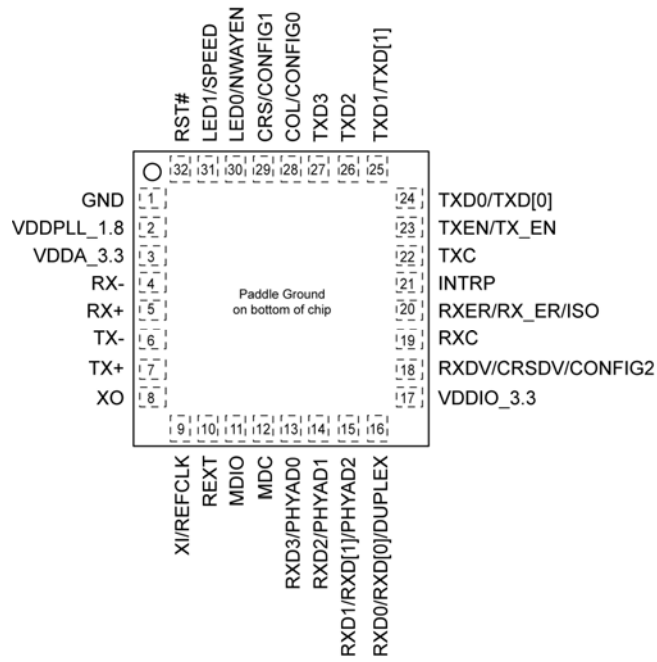 RST#
LED1/SPEED
LED0/NWAYEN
CRS/CONFIG1
COL/CONFIG0
TXD3
TXD2
TXD1/TXD[1]
32 31 30 29 28 27 26 25
GND 1
VDDPLL_1.8 2
VDDA_3.3 3
RX- 4
RX+ 5
TX- 6
TX+ 7
XO 8
Paddle Ground
on bottom of chip
24 TXD0/TXD[0]
23 TXEN/TX_EN
22 TXC
21 INTRP
20 RXER/RX_ER/ISO
19 RXC
18 RXDV/CRSDV/CONFIG2
17 VDDIO_3.3
9 10 11 12 13 14 15 16
XI/REFCLK
REXT
MDIO
MDC
RXD3/PHYAD0
RXD2/PHYAD1
RXD1/RXD[1]/PHYAD2
RXD0/RXD[0]/DUPLEX